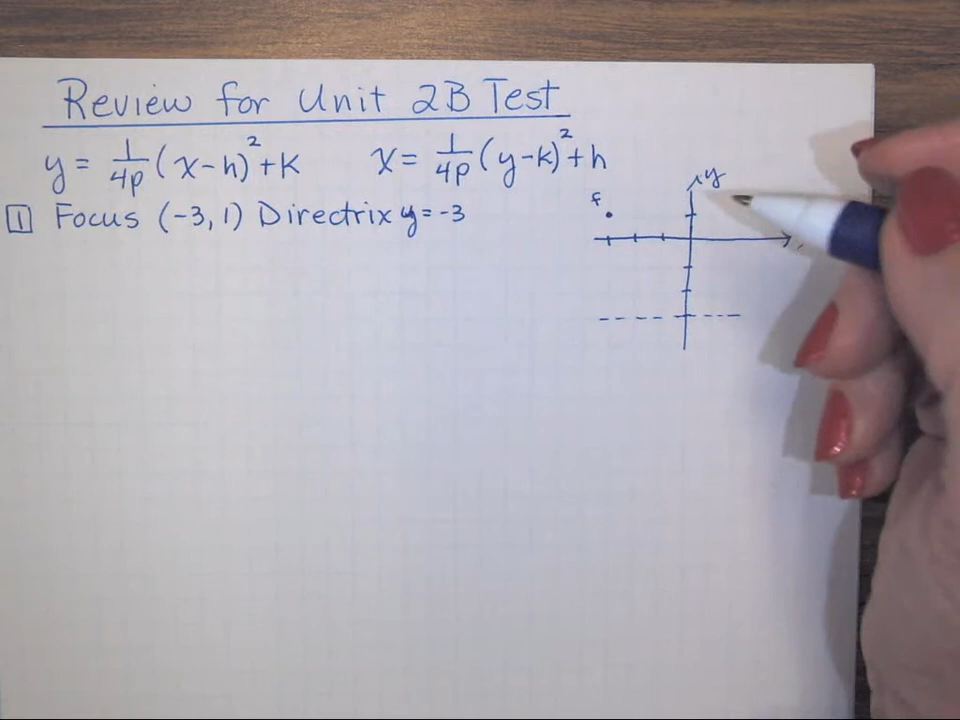 Review for Unit 2B Test
y = 1/4p (x-h)² + K    x = 1/4p (y-k)² + h
1 Focus (-3, 1) Directrix y = -3
F
y